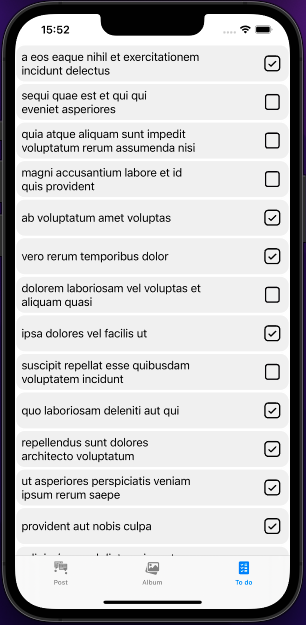 15:52
a eos eaque nihil et exercitationem
incidunt delectus
sequi quae est et qui qui
eveniet asperiores
quia atque aliquam sunt impedit
voluptatum rerum assumenda nisi
magni accusantium labore et id
quis provident
ab voluptatum amet voluptas
vero rerum temporibus dolor
dolorem laboriosam vel voluptas et
aliquam quasi
ipsa dolores vel facilis ut
suscipit repellat esse quibusdam
voluptatem incidunt
quo laboriosam deleniti aut qui
repellendus sunt dolores
architecto voluptatum
ut asperiores perspiciatis veniam
ipsum rerum saepe
provident aut nobis culpa
Post Album To do